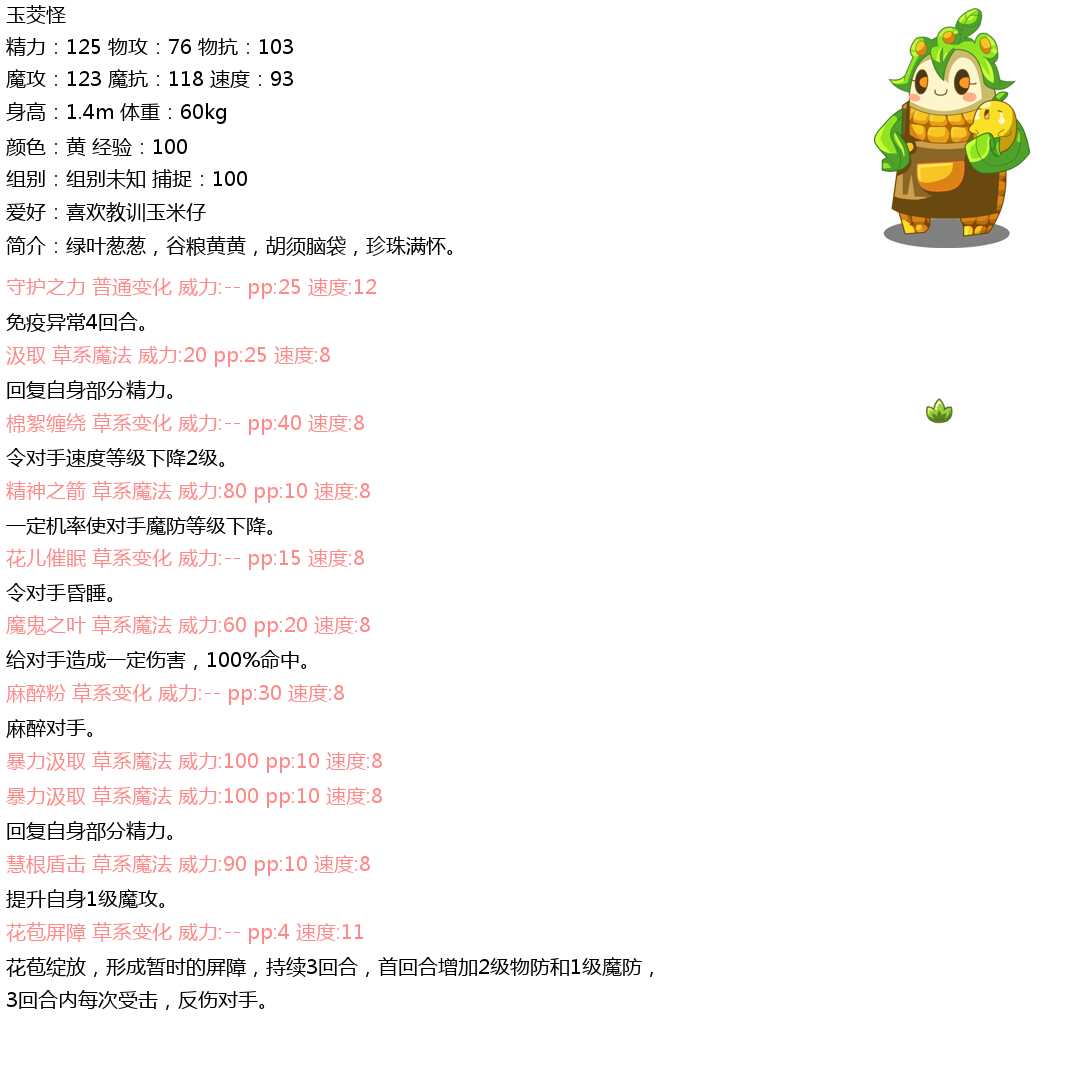 玉茭怪
精力：125 物攻：76 物抗：103
魔攻：123 魔抗：118 速度：93
身高：1.4m 体重：60kg
颜色：黄 经验：100
组别：组别未知 捕捉：100
爱好：喜欢教训玉米仔
简介：绿叶葱葱，谷粮黄黄，胡须脑袋，珍珠满怀。
守护之力 普通变化 威力:-- pp:25 速度:12
免疫异常4回合。
汲取 草系魔法 威力:20 pp:25 速度:8
回复自身部分精力。
棉絮缠绕 草系变化 威力:-- pp:40 速度:8
令对手速度等级下降2级。
精神之箭 草系魔法 威力:80 pp:10 速度:8
一定机率使对手魔防等级下降。
花儿催眠 草系变化 威力:-- pp:15 速度:8
令对手昏睡。
魔鬼之叶 草系魔法 威力:60 pp:20 速度:8
给对手造成一定伤害，100%命中。
麻醉粉 草系变化 威力:-- pp:30 速度:8
麻醉对手。
暴力汲取 草系魔法 威力:100 pp:10 速度:8
暴力汲取 草系魔法 威力:100 pp:10 速度:8
回复自身部分精力。
慧根盾击 草系魔法 威力:90 pp:10 速度:8
提升自身1级魔攻。
花苞屏障 草系变化 威力:-- pp:4 速度:11
花苞绽放，形成暂时的屏障，持续3回合，首回合增加2级物防和1级魔防，
3回合内每次受击，反伤对手。